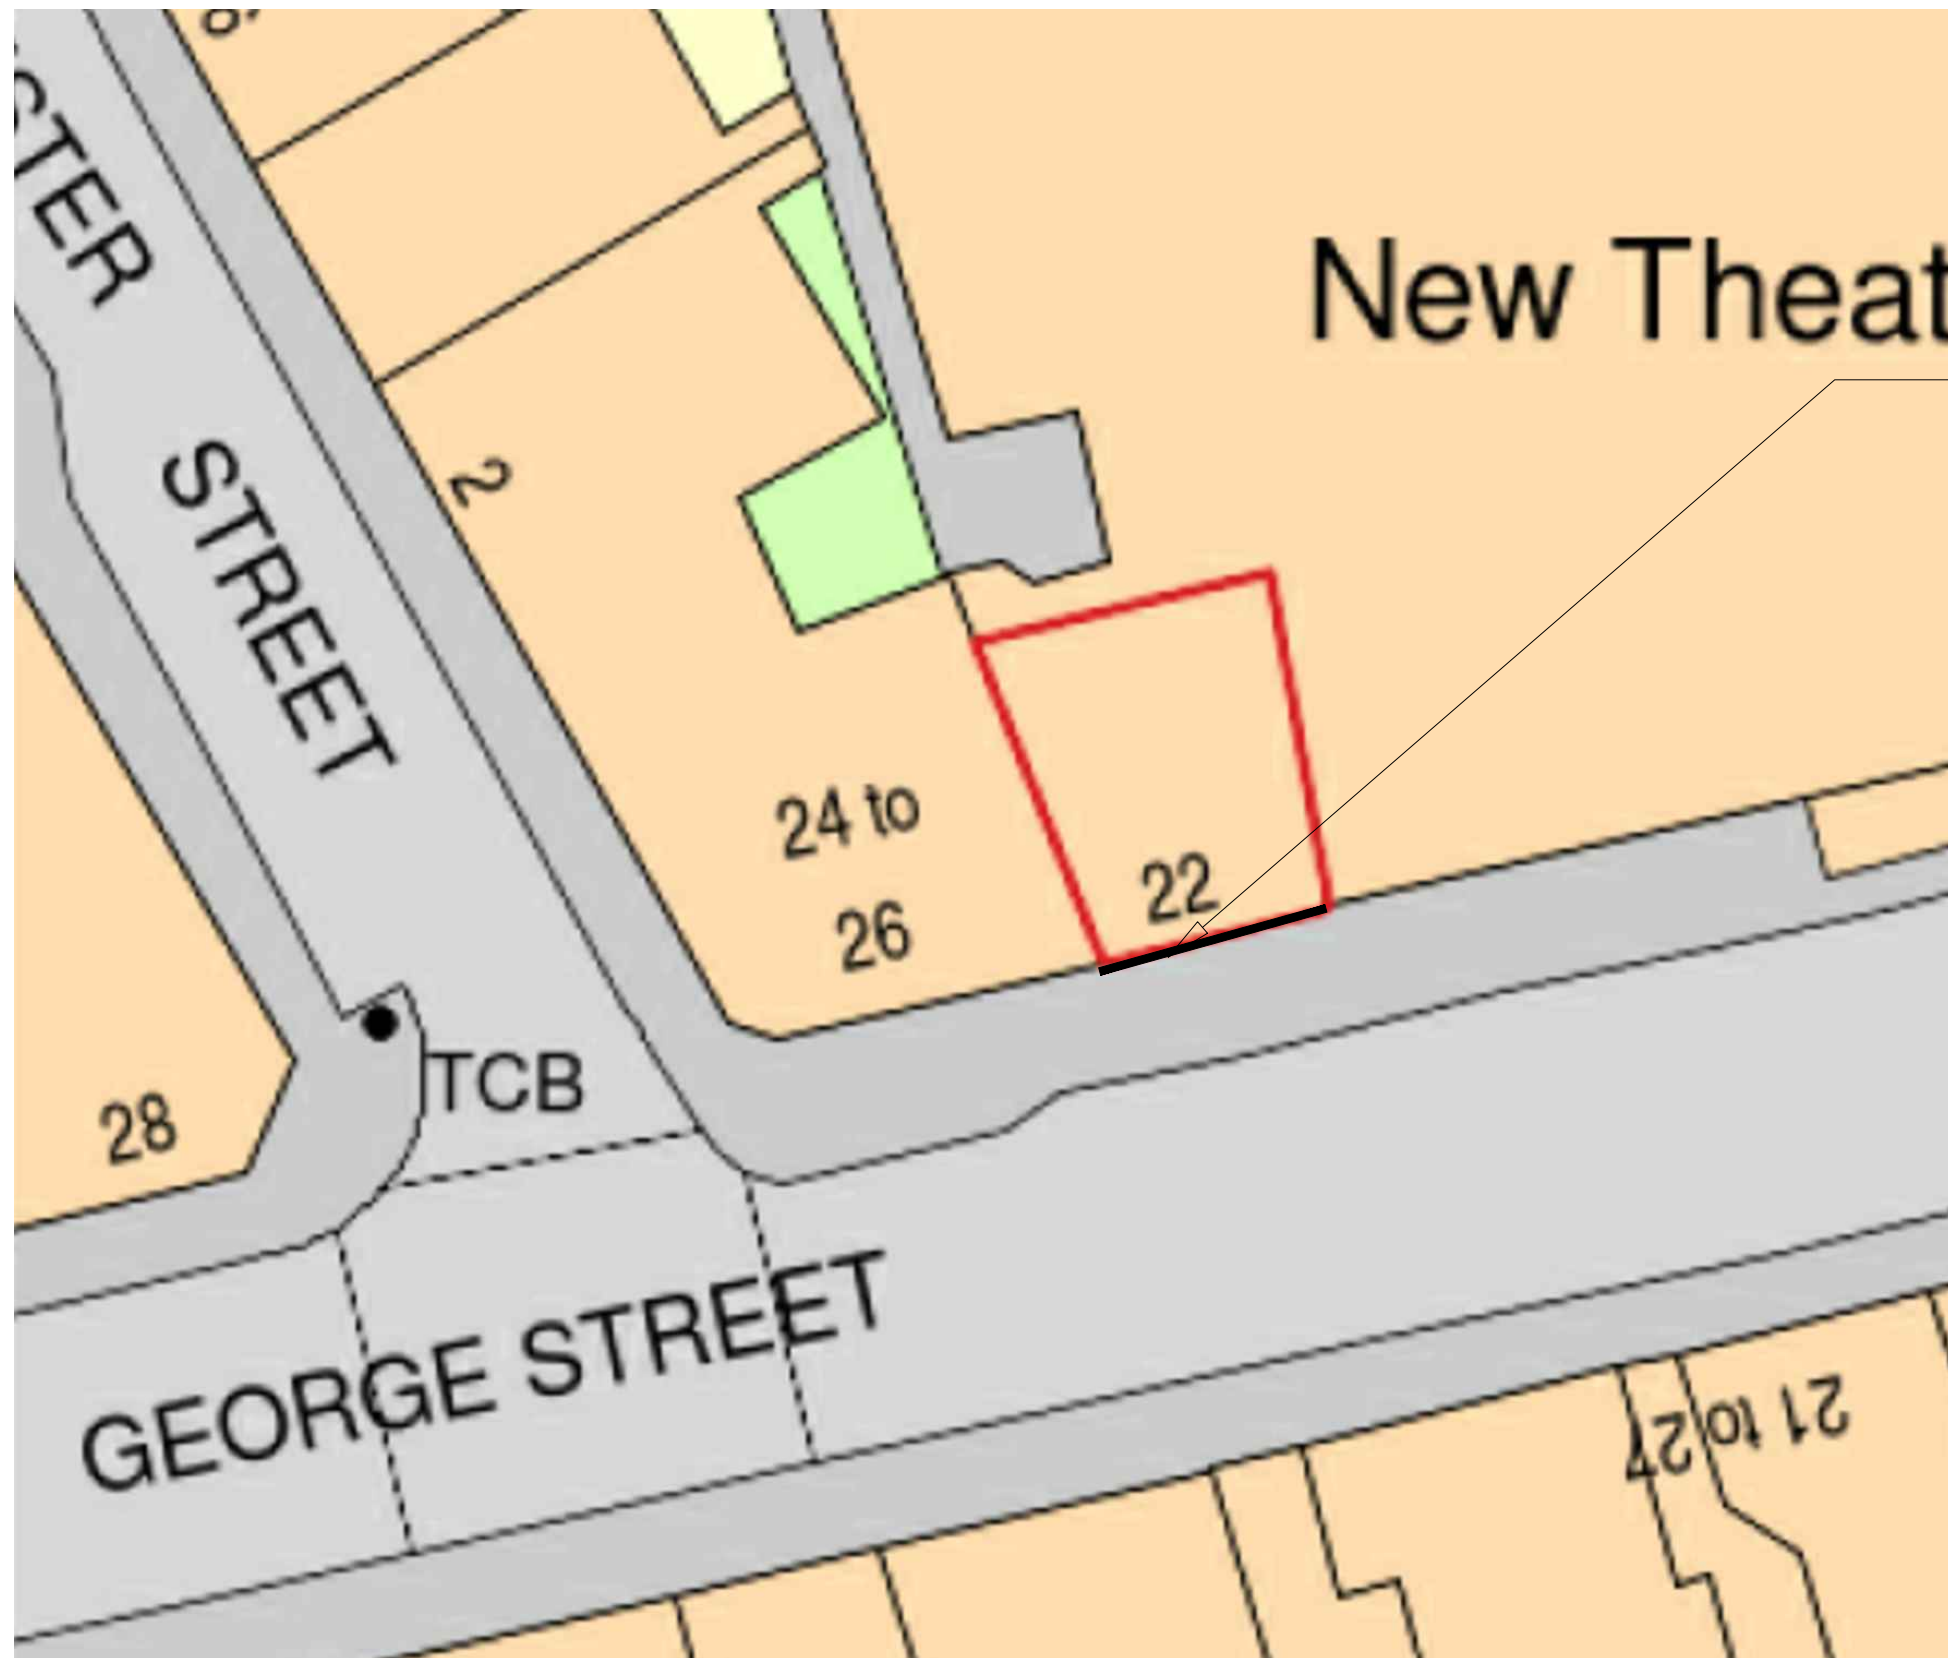 STER
STREET
2
New Theat
24 to
26
22
TCB
28
GEORGE STREET
21 to 27